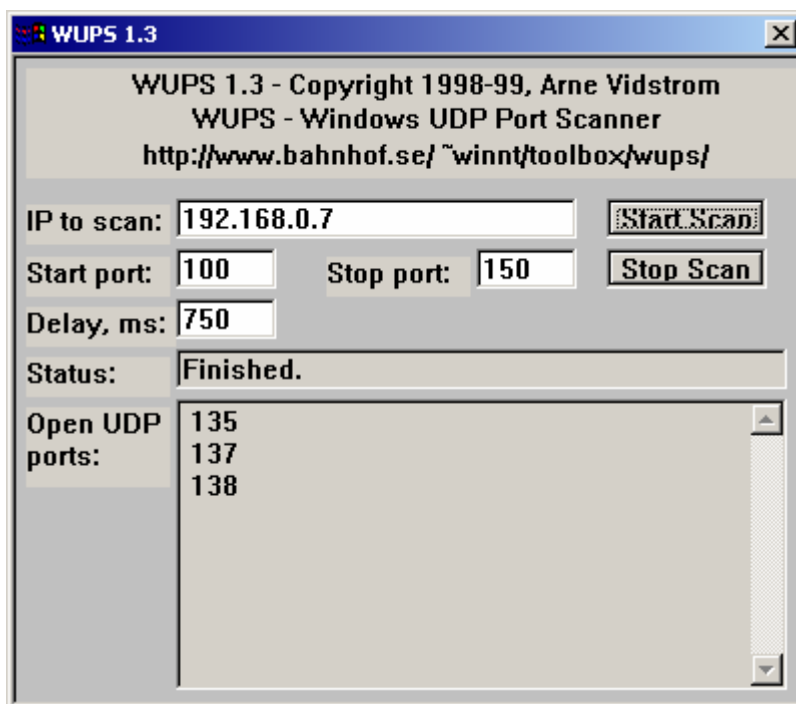 WUPS 1.3
WUPS 1.3 - Copyright 1998-99, Arne Vidstrom
WUPS - Windows UDP Port Scanner
http://www.bahnhof.se/ ~winnt/toolbox/wups/
IP to scan: 192.168.0.7 Start Scan
Start port: 100 Stop port: 150 Stop Scan
Delay, ms: 750
Status: Finished.
Open UDP ports:
135
137
138